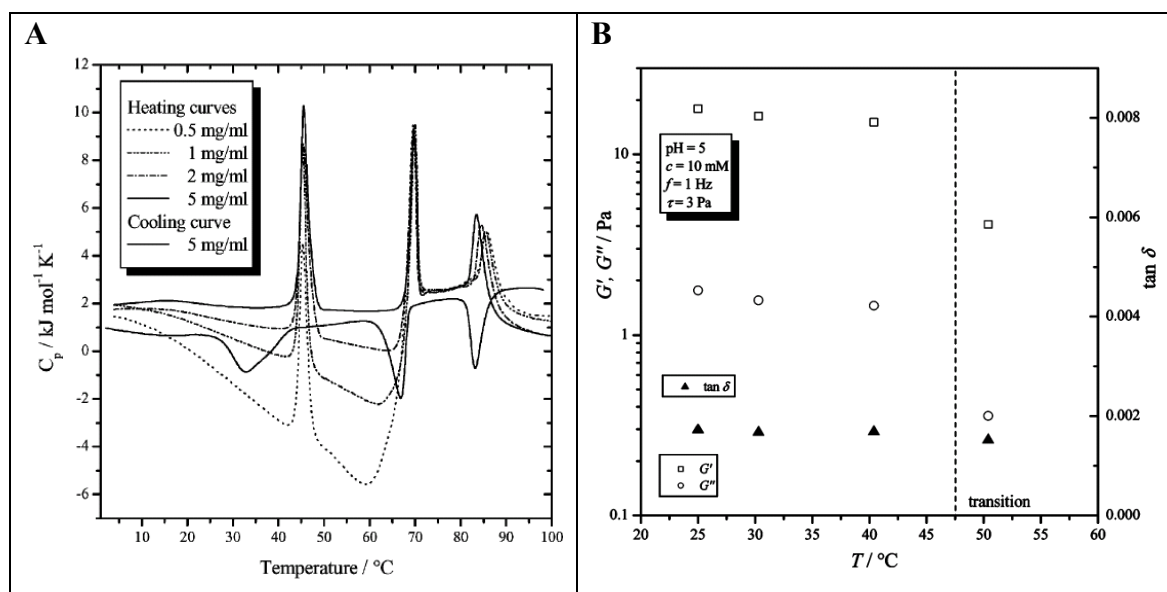 A
12
10
8
6
4
2
0
-2
-4
-6
C_p / kJ mol⁻¹ K⁻¹
Heating curves
0.5 mg/ml
1 mg/ml
2 mg/ml
5 mg/ml
Cooling curve
5 mg/ml
10 20 30 40 50 60 70 80 90 100
Temperature / °C
B
10
1
0.1
G′, G″ / Pa
pH = 5
c = 10 mM
f = 1 Hz
τ = 3 Pa
tan δ
G′
G″
transition
0.008
0.006
0.004
0.002
0.000
tan δ
20 25 30 35 40 45 50 55 60
T / °C